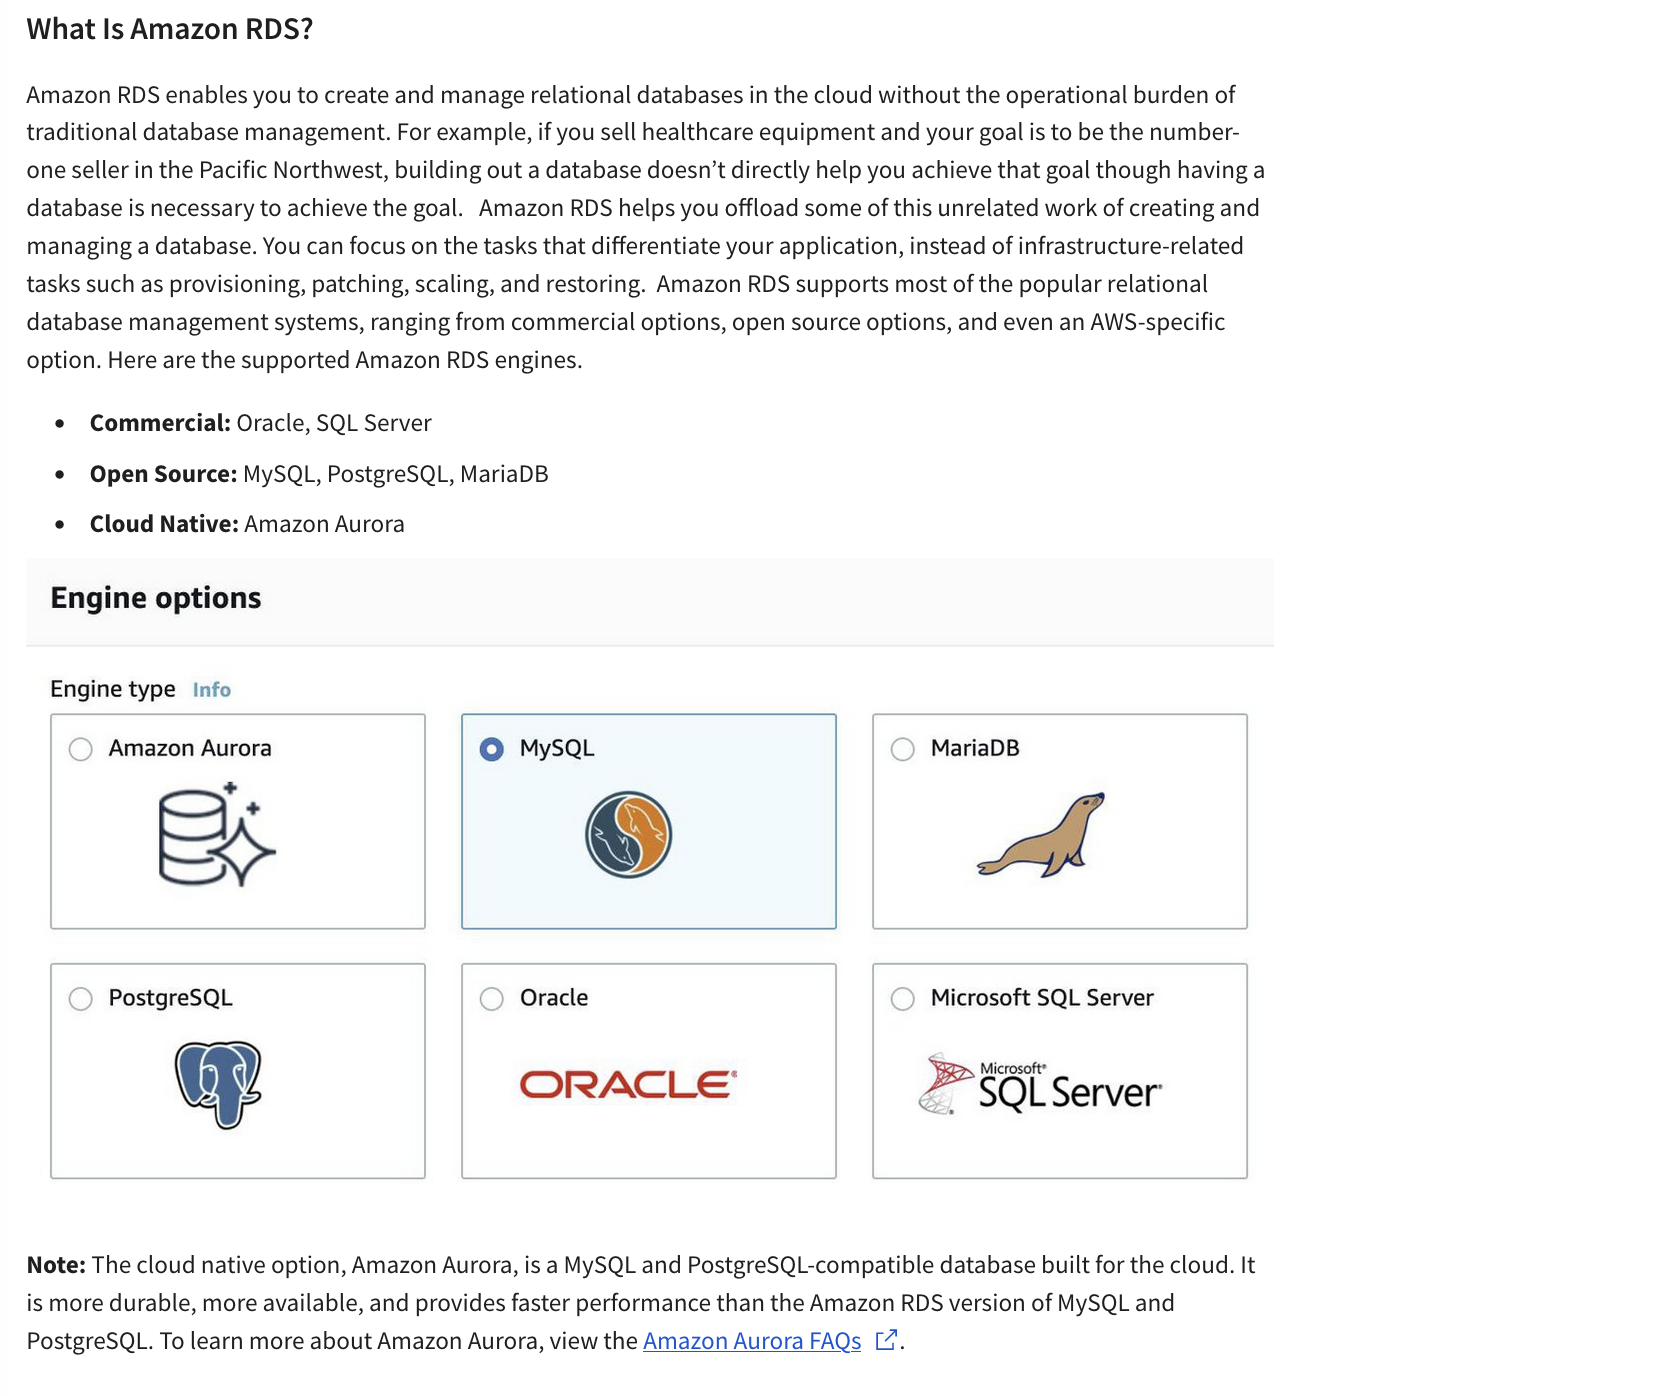 What Is Amazon RDS?
Amazon RDS enables you to create and manage relational databases in the cloud without the operational burden of
traditional database management. For example, if you sell healthcare equipment and your goal is to be the number-
one seller in the Pacific Northwest, building out a database doesn’t directly help you achieve that goal though having a
database is necessary to achieve the goal.   Amazon RDS helps you offload some of this unrelated work of creating and
managing a database. You can focus on the tasks that differentiate your application, instead of infrastructure-related
tasks such as provisioning, patching, scaling, and restoring.  Amazon RDS supports most of the popular relational
database management systems, ranging from commercial options, open source options, and even an AWS-specific
option. Here are the supported Amazon RDS engines.
• Commercial: Oracle, SQL Server
• Open Source: MySQL, PostgreSQL, MariaDB
• Cloud Native: Amazon Aurora
Engine options
Engine type Info
Amazon Aurora
MySQL
MariaDB
PostgreSQL
Oracle
ORACLE®
Microsoft SQL Server
Microsoft®
SQL Server®
Note: The cloud native option, Amazon Aurora, is a MySQL and PostgreSQL-compatible database built for the cloud. It
is more durable, more available, and provides faster performance than the Amazon RDS version of MySQL and
PostgreSQL. To learn more about Amazon Aurora, view the Amazon Aurora FAQs .